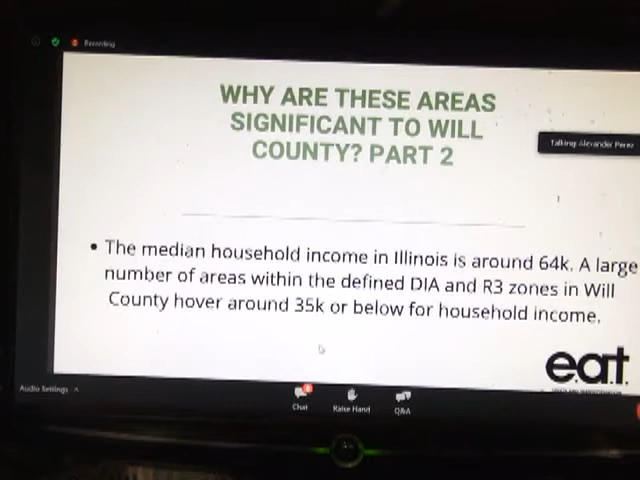 Recording
WHY ARE THESE AREAS
SIGNIFICANT TO WILL
COUNTY? PART 2
Talking: Alexander Perez
• The median household income in Illinois is around 64k. A large
number of areas within the defined DIA and R3 zones in Will
County hover around 35k or below for household income.
e.a.t.
Audio Settings ^
8
Chat
Raise Hand
Q&A